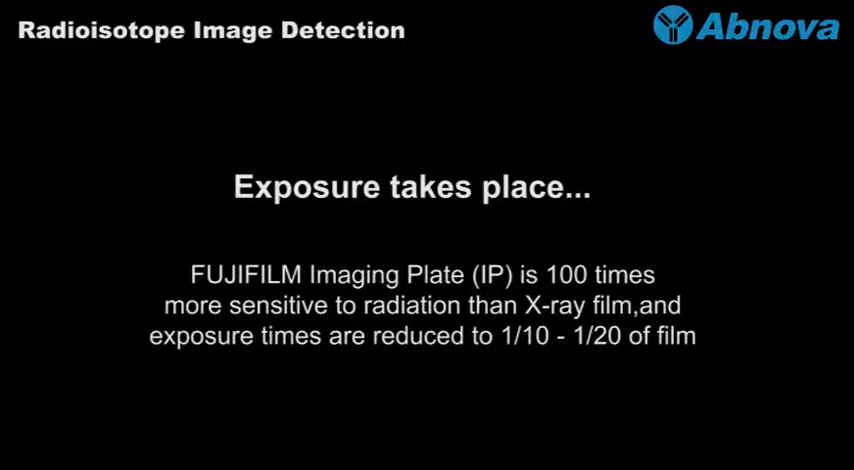 Radioisotope Image Detection
Abnova
Exposure takes place...
FUJIFILM Imaging Plate (IP) is 100 times
more sensitive to radiation than X-ray film,and
exposure times are reduced to 1/10 - 1/20 of film